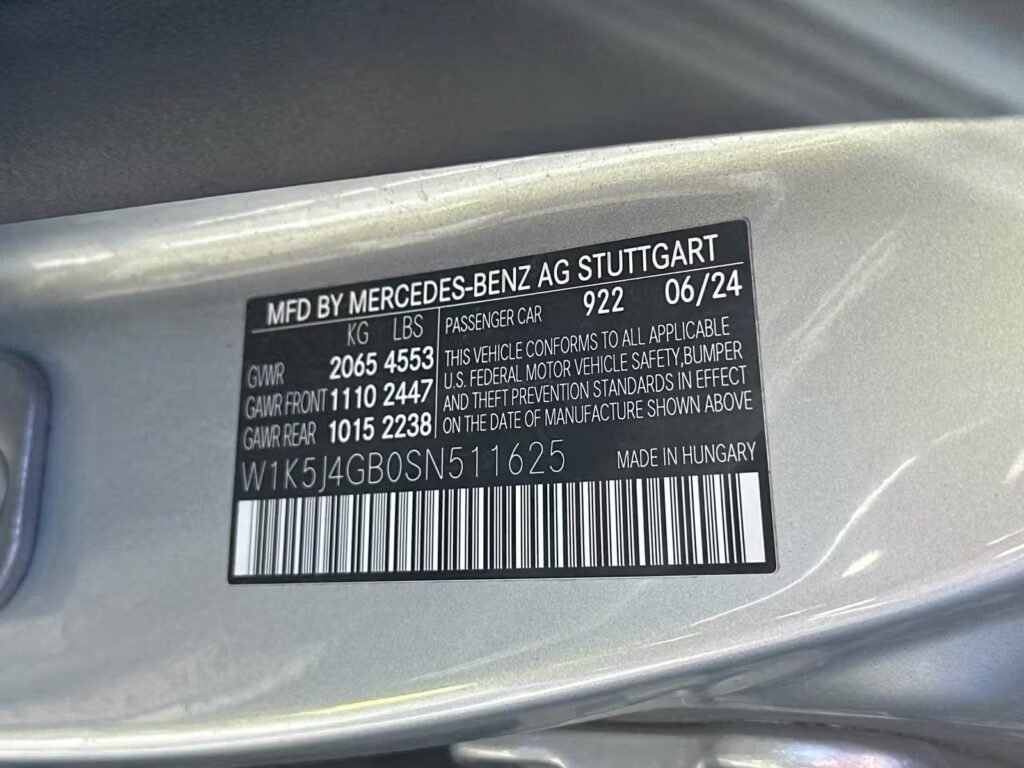 MFD BY MERCEDES-BENZ AG STUTTGART
KG LBS
GVWR 2065 4553
GAWR FRONT 1110 2447
GAWR REAR 1015 2238
PASSENGER CAR 922 06/24
THIS VEHICLE CONFORMS TO ALL APPLICABLE
U.S. FEDERAL MOTOR VEHICLE SAFETY,BUMPER
AND THEFT PREVENTION STANDARDS IN EFFECT
ON THE DATE OF MANUFACTURE SHOWN ABOVE
W1K5J4GB0SN511625 MADE IN HUNGARY